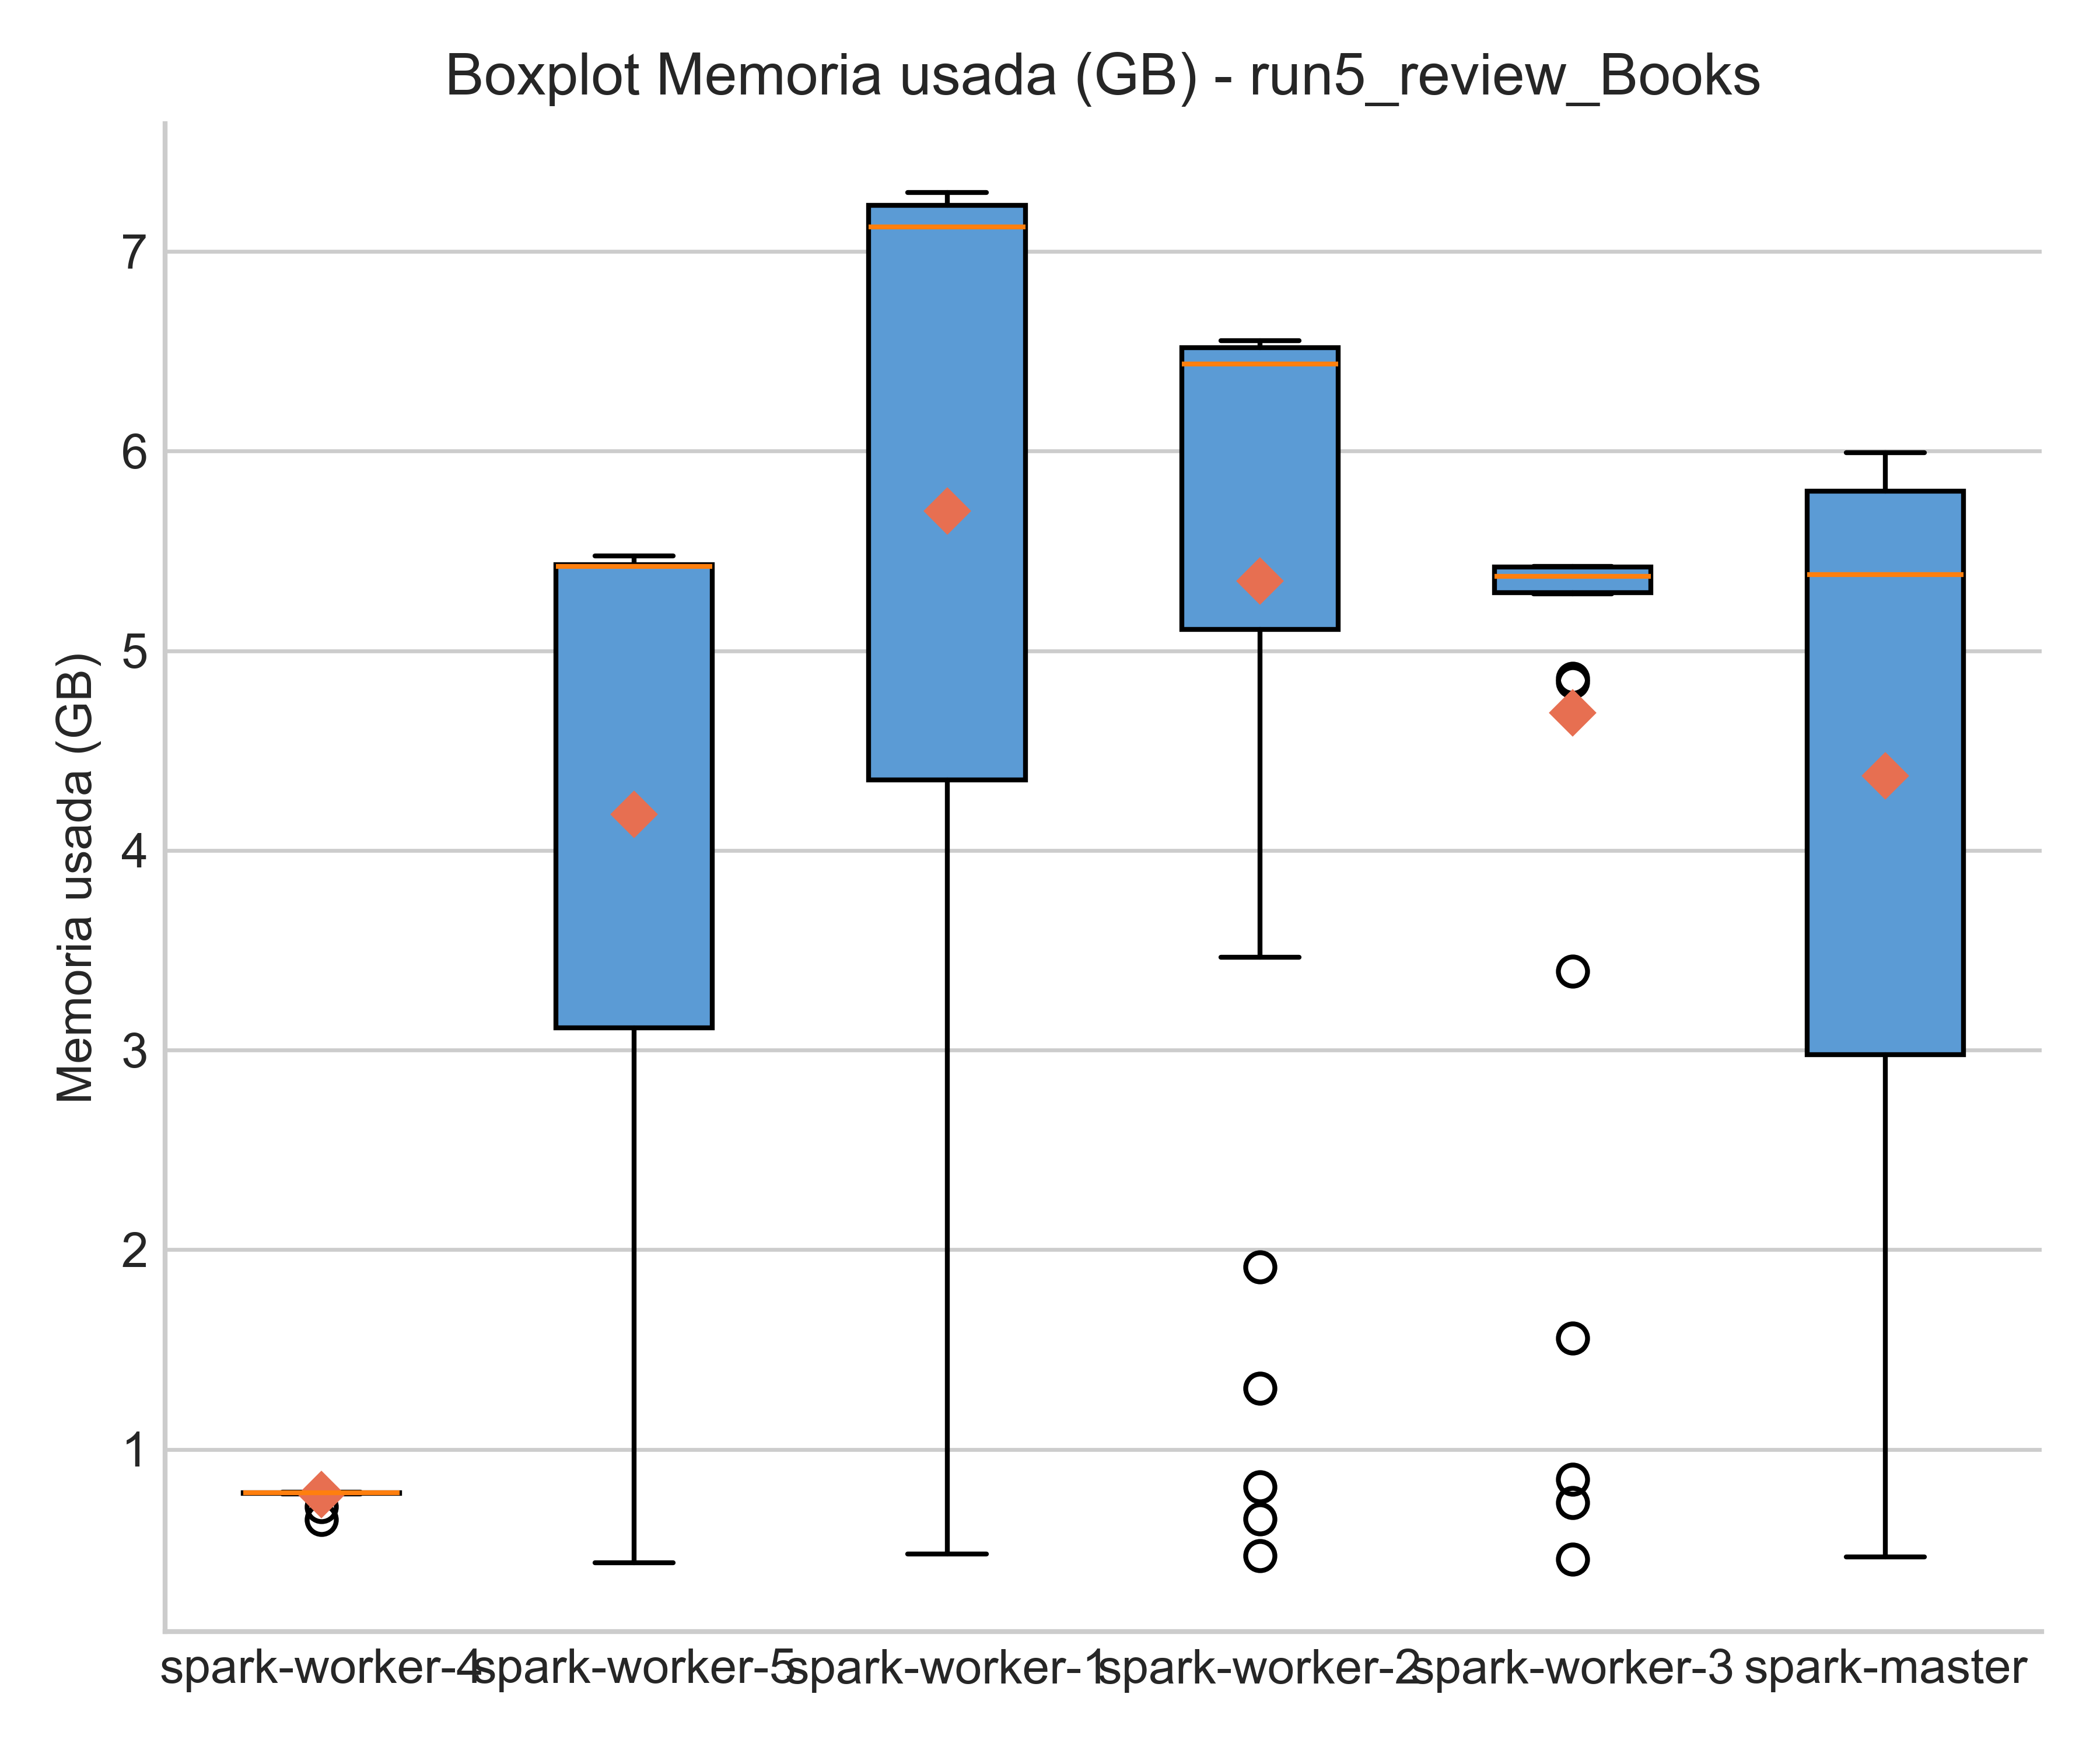 Boxplot Memoria usada (GB) - run5_review_Books
Memoria usada (GB)
7
6
5
4
3
2
1
spark-worker-4 spark-worker-5 spark-worker-1 spark-worker-2 spark-worker-3 spark-master